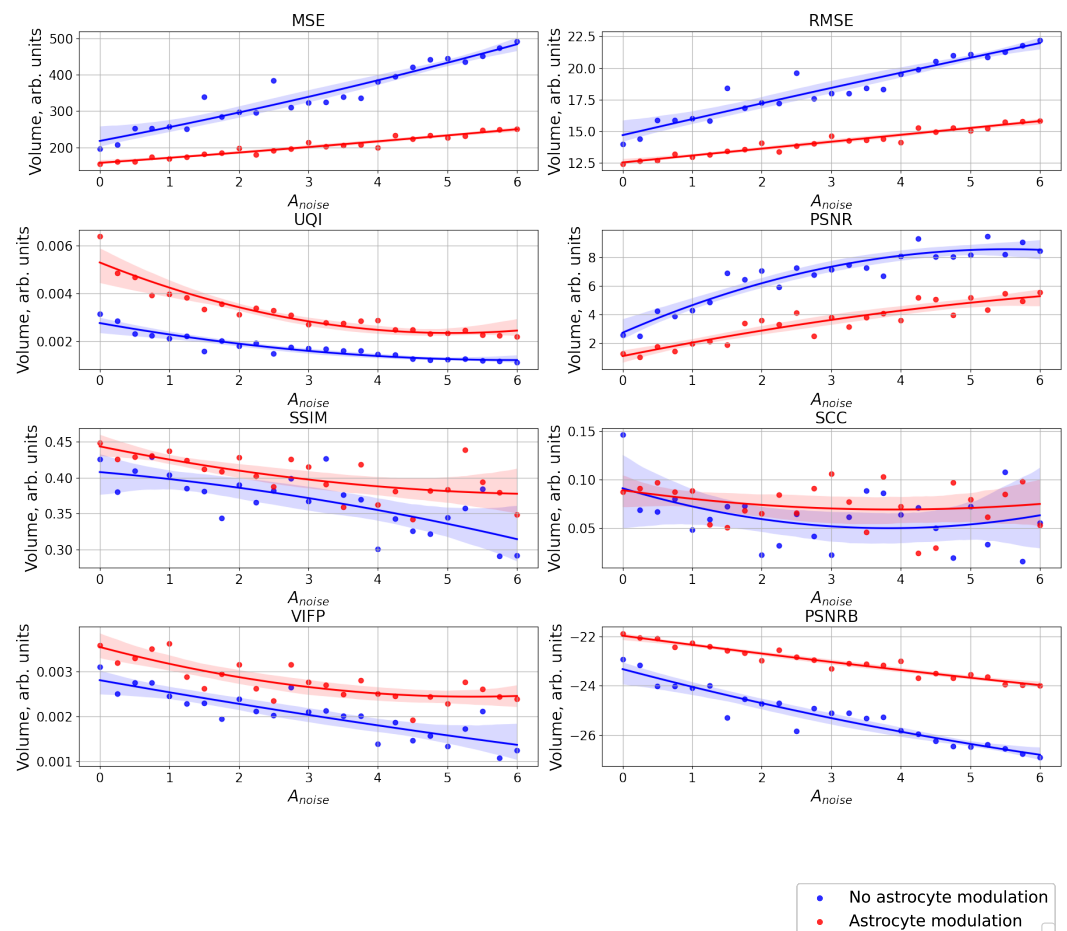 MSE
Volume, arb. units
500
400
300
200
0 1 2 3 4 5 6
A_noise
RMSE
Volume, arb. units
22.5
20.0
17.5
15.0
12.5
0 1 2 3 4 5 6
A_noise
UQI
Volume, arb. units
0.006
0.004
0.002
0 1 2 3 4 5 6
A_noise
PSNR
Volume, arb. units
8
6
4
2
0 1 2 3 4 5 6
A_noise
SSIM
Volume, arb. units
0.45
0.40
0.35
0.30
0 1 2 3 4 5 6
A_noise
SCC
Volume, arb. units
0.15
0.10
0.05
0 1 2 3 4 5 6
A_noise
VIFP
Volume, arb. units
0.003
0.002
0.001
0 1 2 3 4 5 6
A_noise
PSNRB
Volume, arb. units
−22
−24
−26
0 1 2 3 4 5 6
A_noise
No astrocyte modulation
Astrocyte modulation